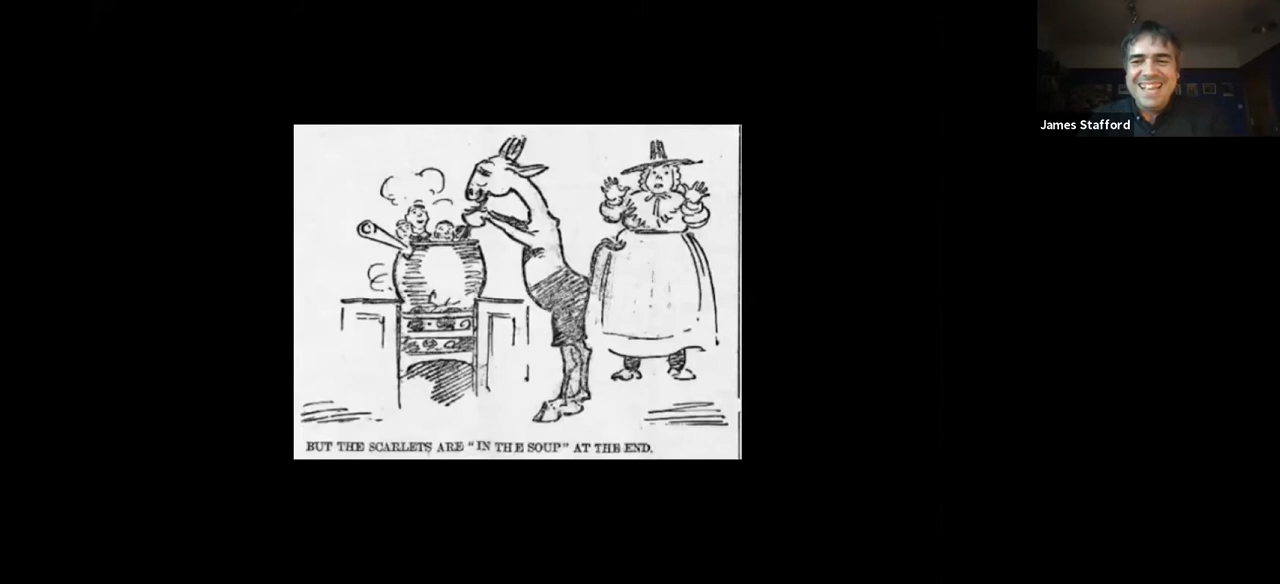 James Stafford
BUT THE SCARLETS ARE "IN THE SOUP" AT THE END.